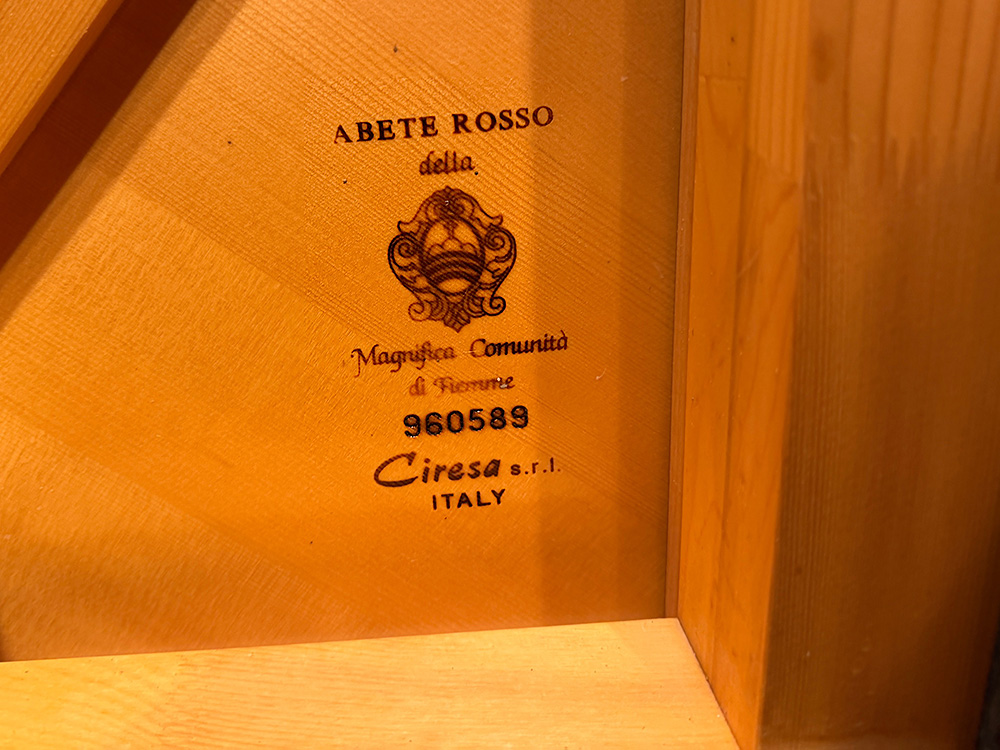 ABETE ROSSO
della
Magnifica Comunità
di Fiemme
960589
Ciresa s.r.l.
ITALY